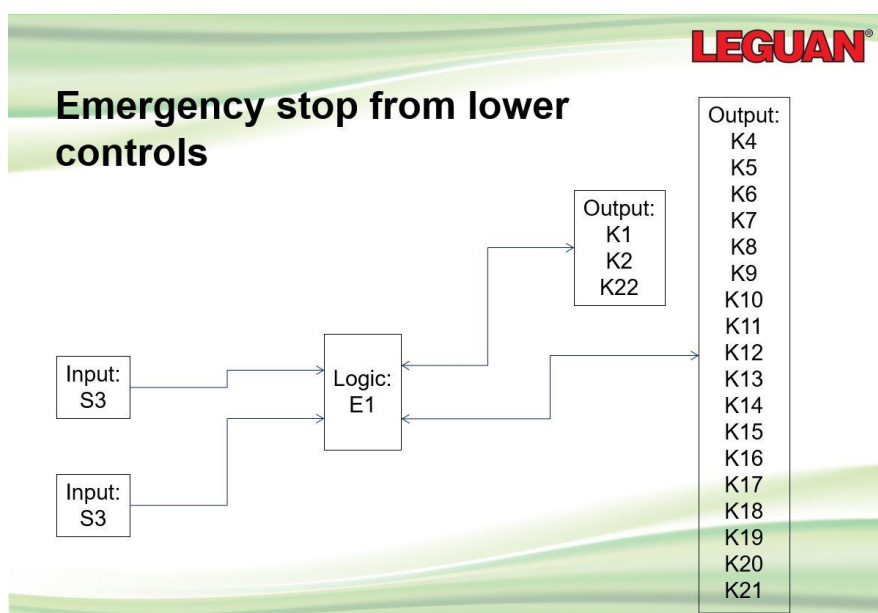 LEGUAN®
Emergency stop from lower
controls
Input:
S3
Input:
S3
Logic:
E1
Output:
K1
K2
K22
Output:
K4
K5
K6
K7
K8
K9
K10
K11
K12
K13
K14
K15
K16
K17
K18
K19
K20
K21